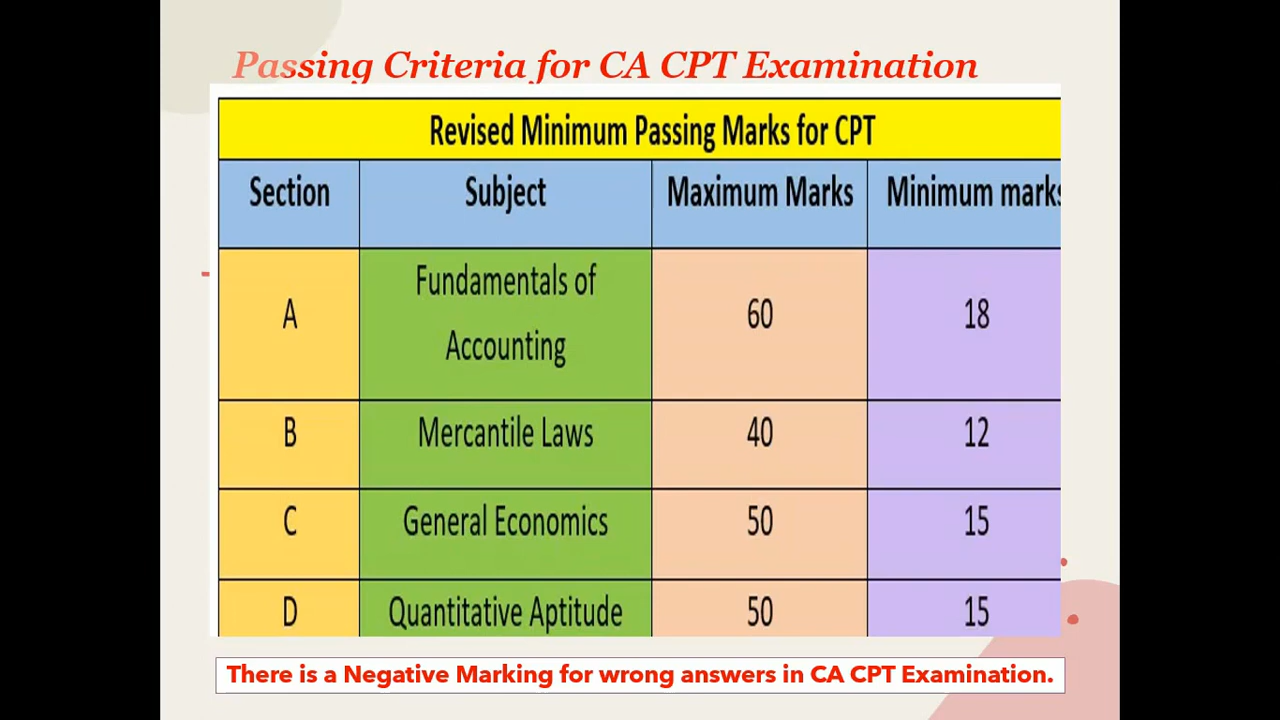 Passing Criteria for CA CPT Examination
Revised Minimum Passing Marks for CPT
Section Subject Maximum Marks Minimum marks
A Fundamentals of Accounting 60 18
B Mercantile Laws 40 12
C General Economics 50 15
D Quantitative Aptitude 50 15
There is a Negative Marking for wrong answers in CA CPT Examination.